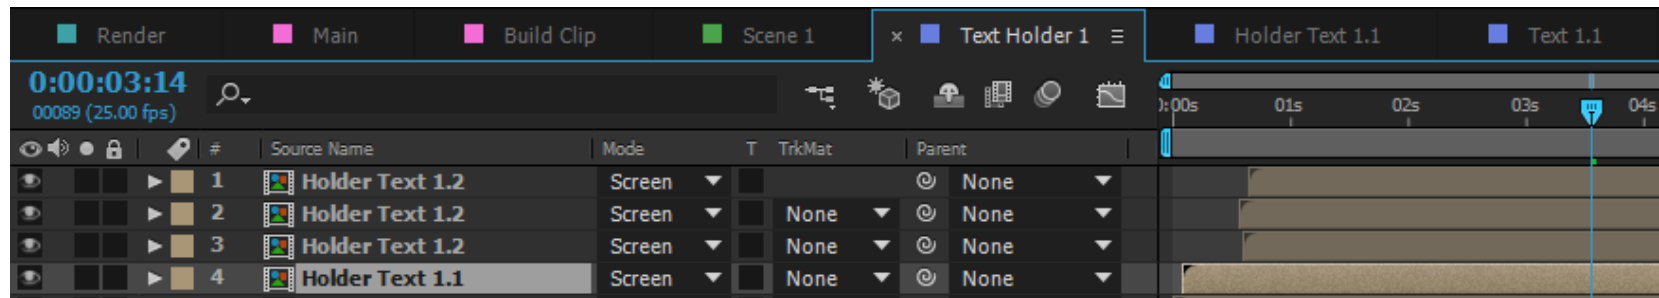 Render Main Build Clip Scene 1 × Text Holder 1 ≡ Holder Text 1.1 Text 1.1
0:00:03:14
00089 (25.00 fps)
):00s 01s 02s 03s 04s
# Source Name Mode T TrkMat Parent
1 Holder Text 1.2 Screen None
2 Holder Text 1.2 Screen None None
3 Holder Text 1.2 Screen None None
4 Holder Text 1.1 Screen None None